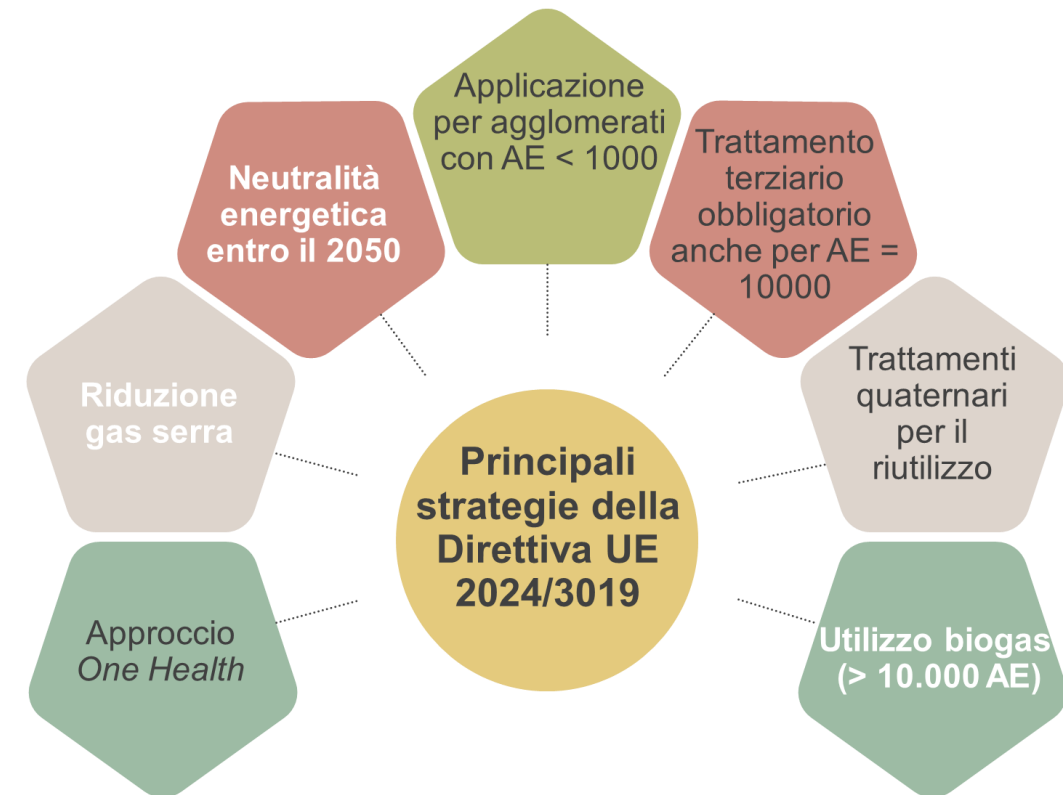 Applicazione
per agglomerati
con AE < 1000
Neutralità
energetica
entro il 2050
Trattamento
terziario
obbligatorio
anche per AE =
10000
Riduzione
gas serra
Trattamenti
quaternari
per il
riutilizzo
Principali
strategie della
Direttiva UE
2024/3019
Approccio
One Health
Utilizzo biogas
(> 10.000 AE)